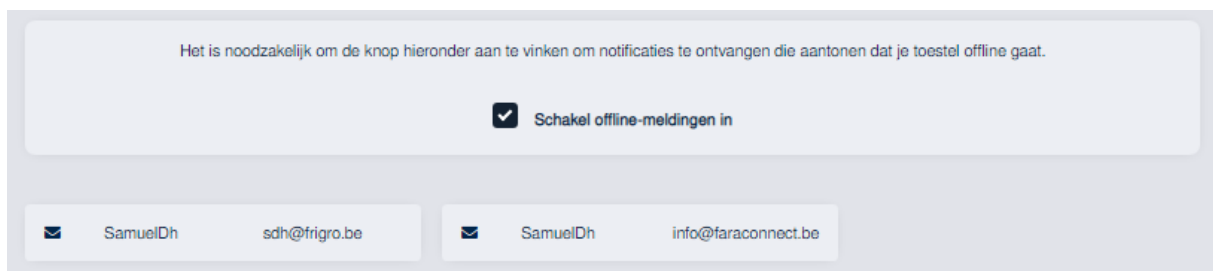 Het is noodzakelijk om de knop hieronder aan te vinken om notificaties te ontvangen die aantonen dat je toestel offline gaat.
Schakel offline-meldingen in
SamuelDh sdh@frigro.be SamuelDh info@faraconnect.be